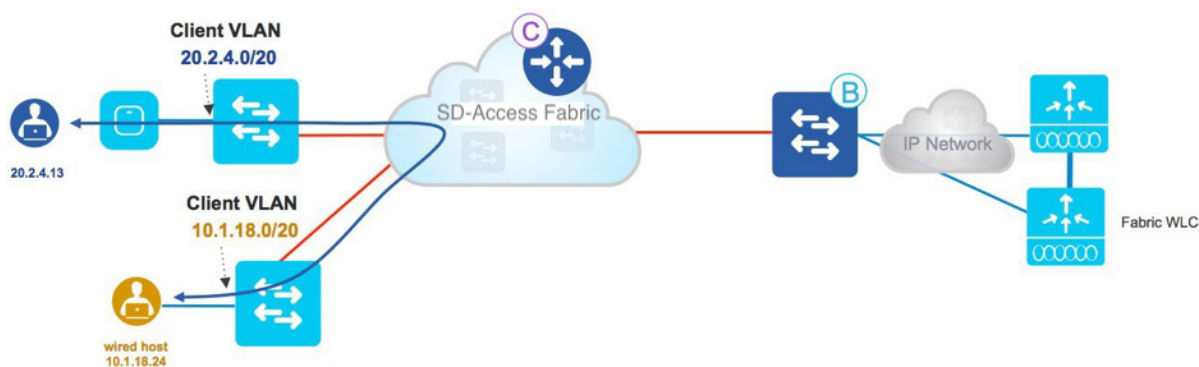 Client VLAN
20.2.4.0/20
C
SD-Access Fabric
B
IP Network
20.2.4.13
Client VLAN
10.1.18.0/20
Fabric WLC
wired host
10.1.18.24